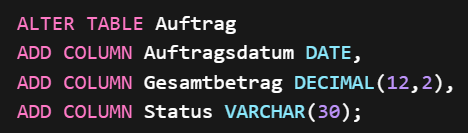 ALTER TABLE Auftrag
ADD COLUMN Auftragsdatum DATE,
ADD COLUMN Gesamtbetrag DECIMAL(12,2),
ADD COLUMN Status VARCHAR(30);